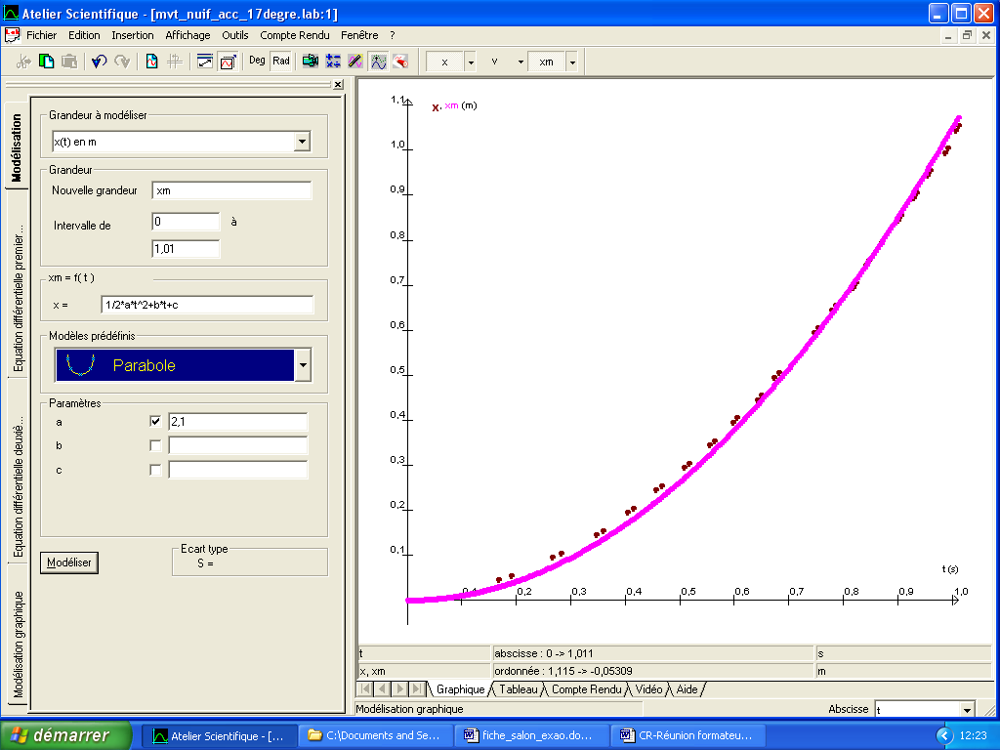 Atelier Scientifique - [mvt_nuif_acc_17degre.lab:1]
Fichier Edition Insertion Affichage Outils Compte Rendu Fenêtre ?
Deg Rad x v xm
Modélisation
Equation différentielle premier...
Equation différentielle deuxiè...
Modélisation graphique
Grandeur à modéliser
x(t) en m
Grandeur
Nouvelle grandeur xm
Intervalle de 0 à
1,01
xm = f( t )
x = 1/2*a*t^2+b*t+c
Modèles prédéfinis
Parabole
Paramètres
a 2,1
b
c
Modéliser
Ecart type
S =
x, xm (m)
1,1
1,0
0,9
0,8
0,7
0,6
0,5
0,4
0,3
0,2
0,1
t (s)
0,1 0,2 0,3 0,4 0,5 0,6 0,7 0,8 0,9 1,0
t abscisse : 0 -> 1,011 s
x, xm ordonnée : 1,115 -> -0,05309 m
Graphique Tableau Compte Rendu Vidéo Aide
Modélisation graphique Abscisse t
démarrer Atelier Scientifique - [... C:\Documents and Se... fiche_salon_exao.do... CR-Réunion formateu... 12:23